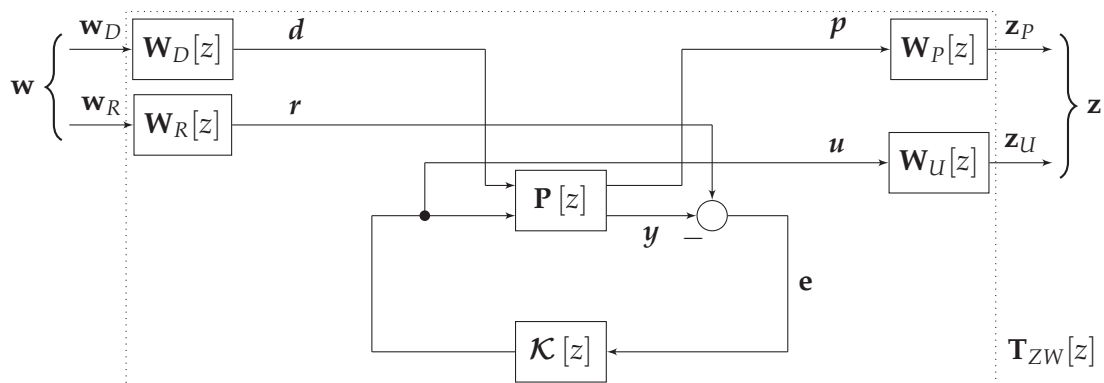 w_D
W_D[z]
d
p
W_P[z]
z_P
w
z
w_R
W_R[z]
r
u
W_U[z]
z_U
P[z]
y
−
e
𝒦[z]
T_ZW[z]